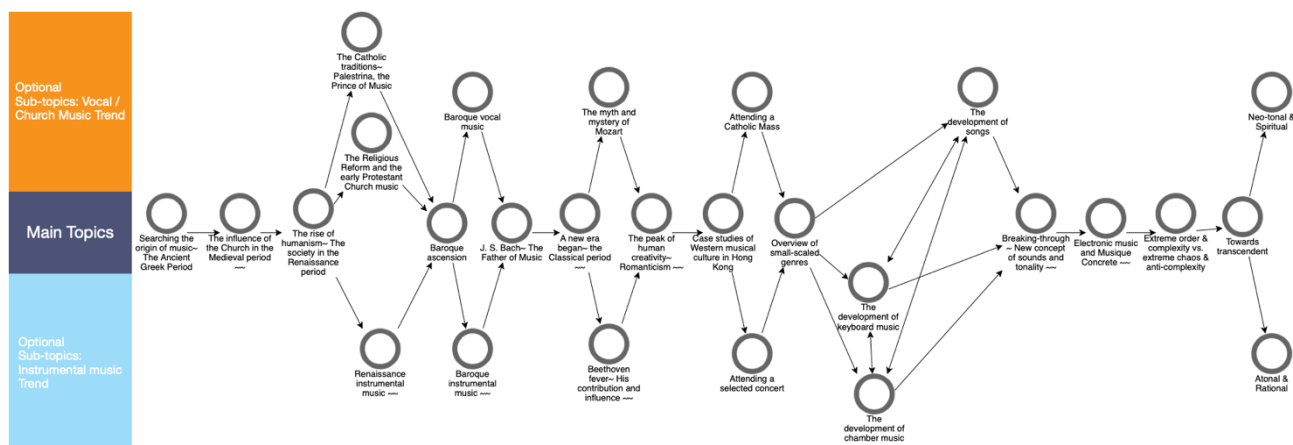 Optional
Sub-topics: Vocal /
Church Music Trend
Main Topics
Optional
Sub-topics:
Instrumental music
Trend
The Catholic
traditions~
Palestrina, the
Prince of Music
The Religious
Reform and the
early Protestant
Church music
Baroque vocal
music
The myth and
mystery of
Mozart
Attending a
Catholic Mass
The
development of
songs
Neo-tonal &
Spiritual
Searching the
origin of music~
The Ancient
Greek Period
The influence of
the Church in the
Medieval period
~~
The rise of
humanism~ The
society in the
Renaissance
period
Baroque
ascension
J. S. Bach~ The
Father of Music
A new era
began~ the
Classical period
~~
The peak of
human
creativity~
Romanticism ~~
Case studies of
Western musical
culture in Hong
Kong
Overview of
small-scaled
genres
Breaking-through
~ New concept
of sounds and
tonality ~~
Electronic music
and Musique
Concrete ~~
Extreme order &
complexity vs.
extreme chaos &
anti-complexity
Towards
transcendent
Renaissance
instrumental
music ~~
Baroque
instrumental
music ~~
Beethoven
fever~ His
contribution and
influence ~~
Attending a
selected concert
The
development of
keyboard music
The
development of
chamber music
Atonal &
Rational